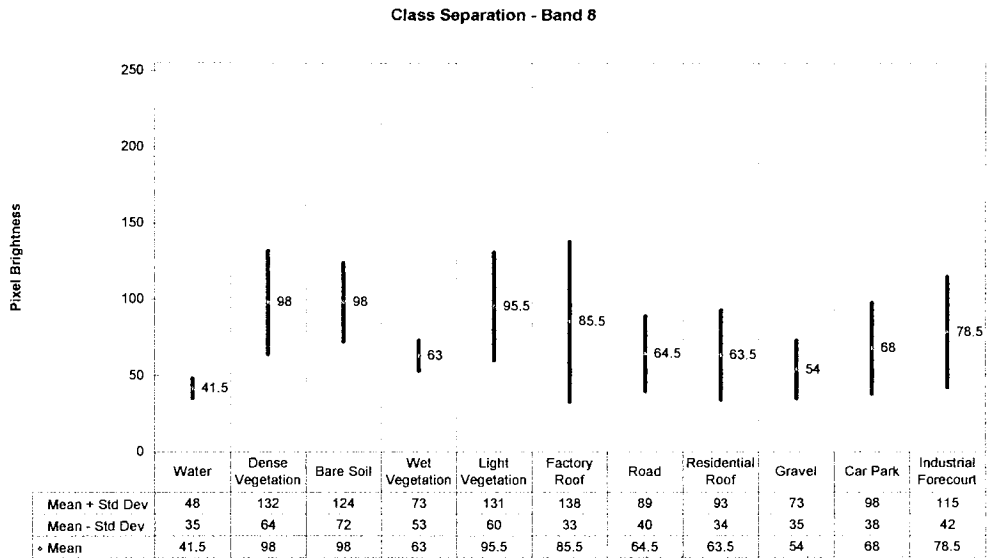 Class Separation - Band 8
Pixel Brightness
250
200
150
100
50
0
41.5
98
98
63
95.5
85.5
64.5
63.5
54
68
78.5
Water Dense Vegetation Bare Soil Wet Vegetation Light Vegetation Factory Roof Road Residential Roof Gravel Car Park Industrial Forecourt
Mean + Std Dev 48 132 124 73 131 138 89 93 73 98 115
Mean - Std Dev 35 64 72 53 60 33 40 34 35 38 42
Mean 41.5 98 98 63 95.5 85.5 64.5 63.5 54 68 78.5